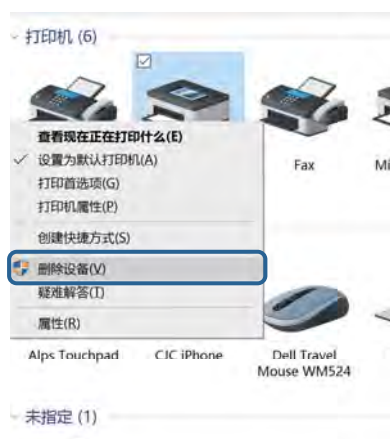 打印机 (6)
查看现在正在打印什么(E)
设置为默认打印机(A)
打印首选项(G)
打印机属性(P)
创建快捷方式(S)
删除设备(V)
疑难解答(T)
属性(R)
Fax
Mi
Alps Touchpad
CJC iPhone
Dell Travel
Mouse WM524
未指定 (1)